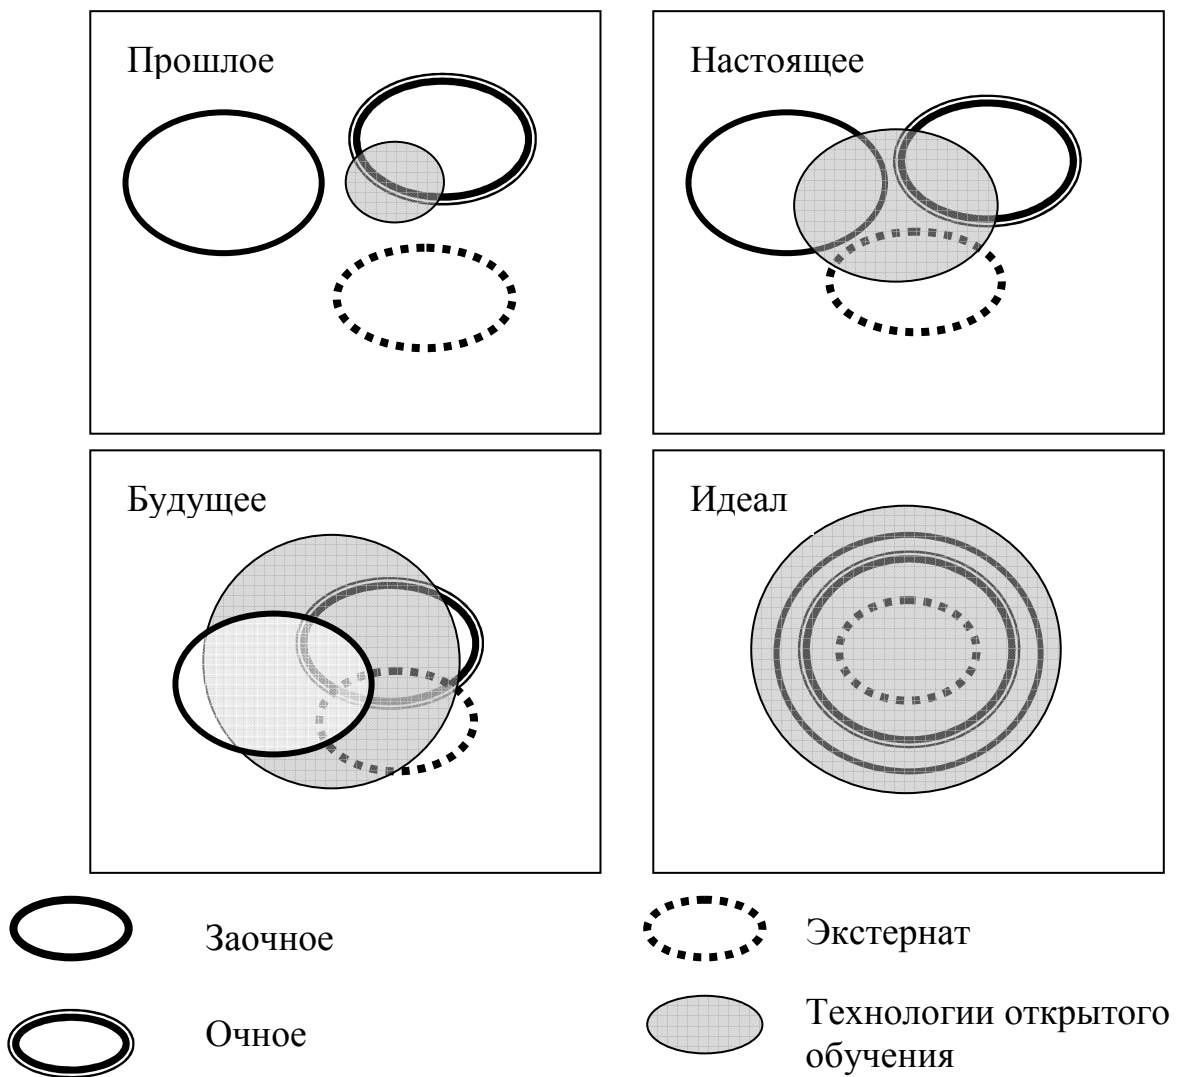 Прошлое
Настоящее
Будущее
Идеал
Заочное
Экстернат
Очное
Технологии открытого
обучения